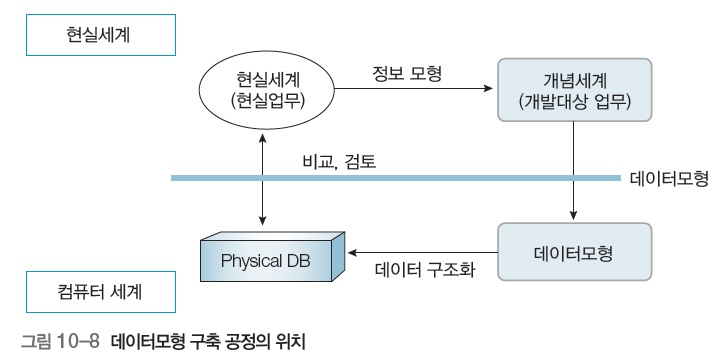 현실세계
현실세계
(현실업무)
정보 모형
개념세계
(개발대상 업무)
비교, 검토
데이터모형
Physical DB
데이터 구조화
데이터모형
컴퓨터 세계
그림 10-8 데이터모형 구축 공정의 위치